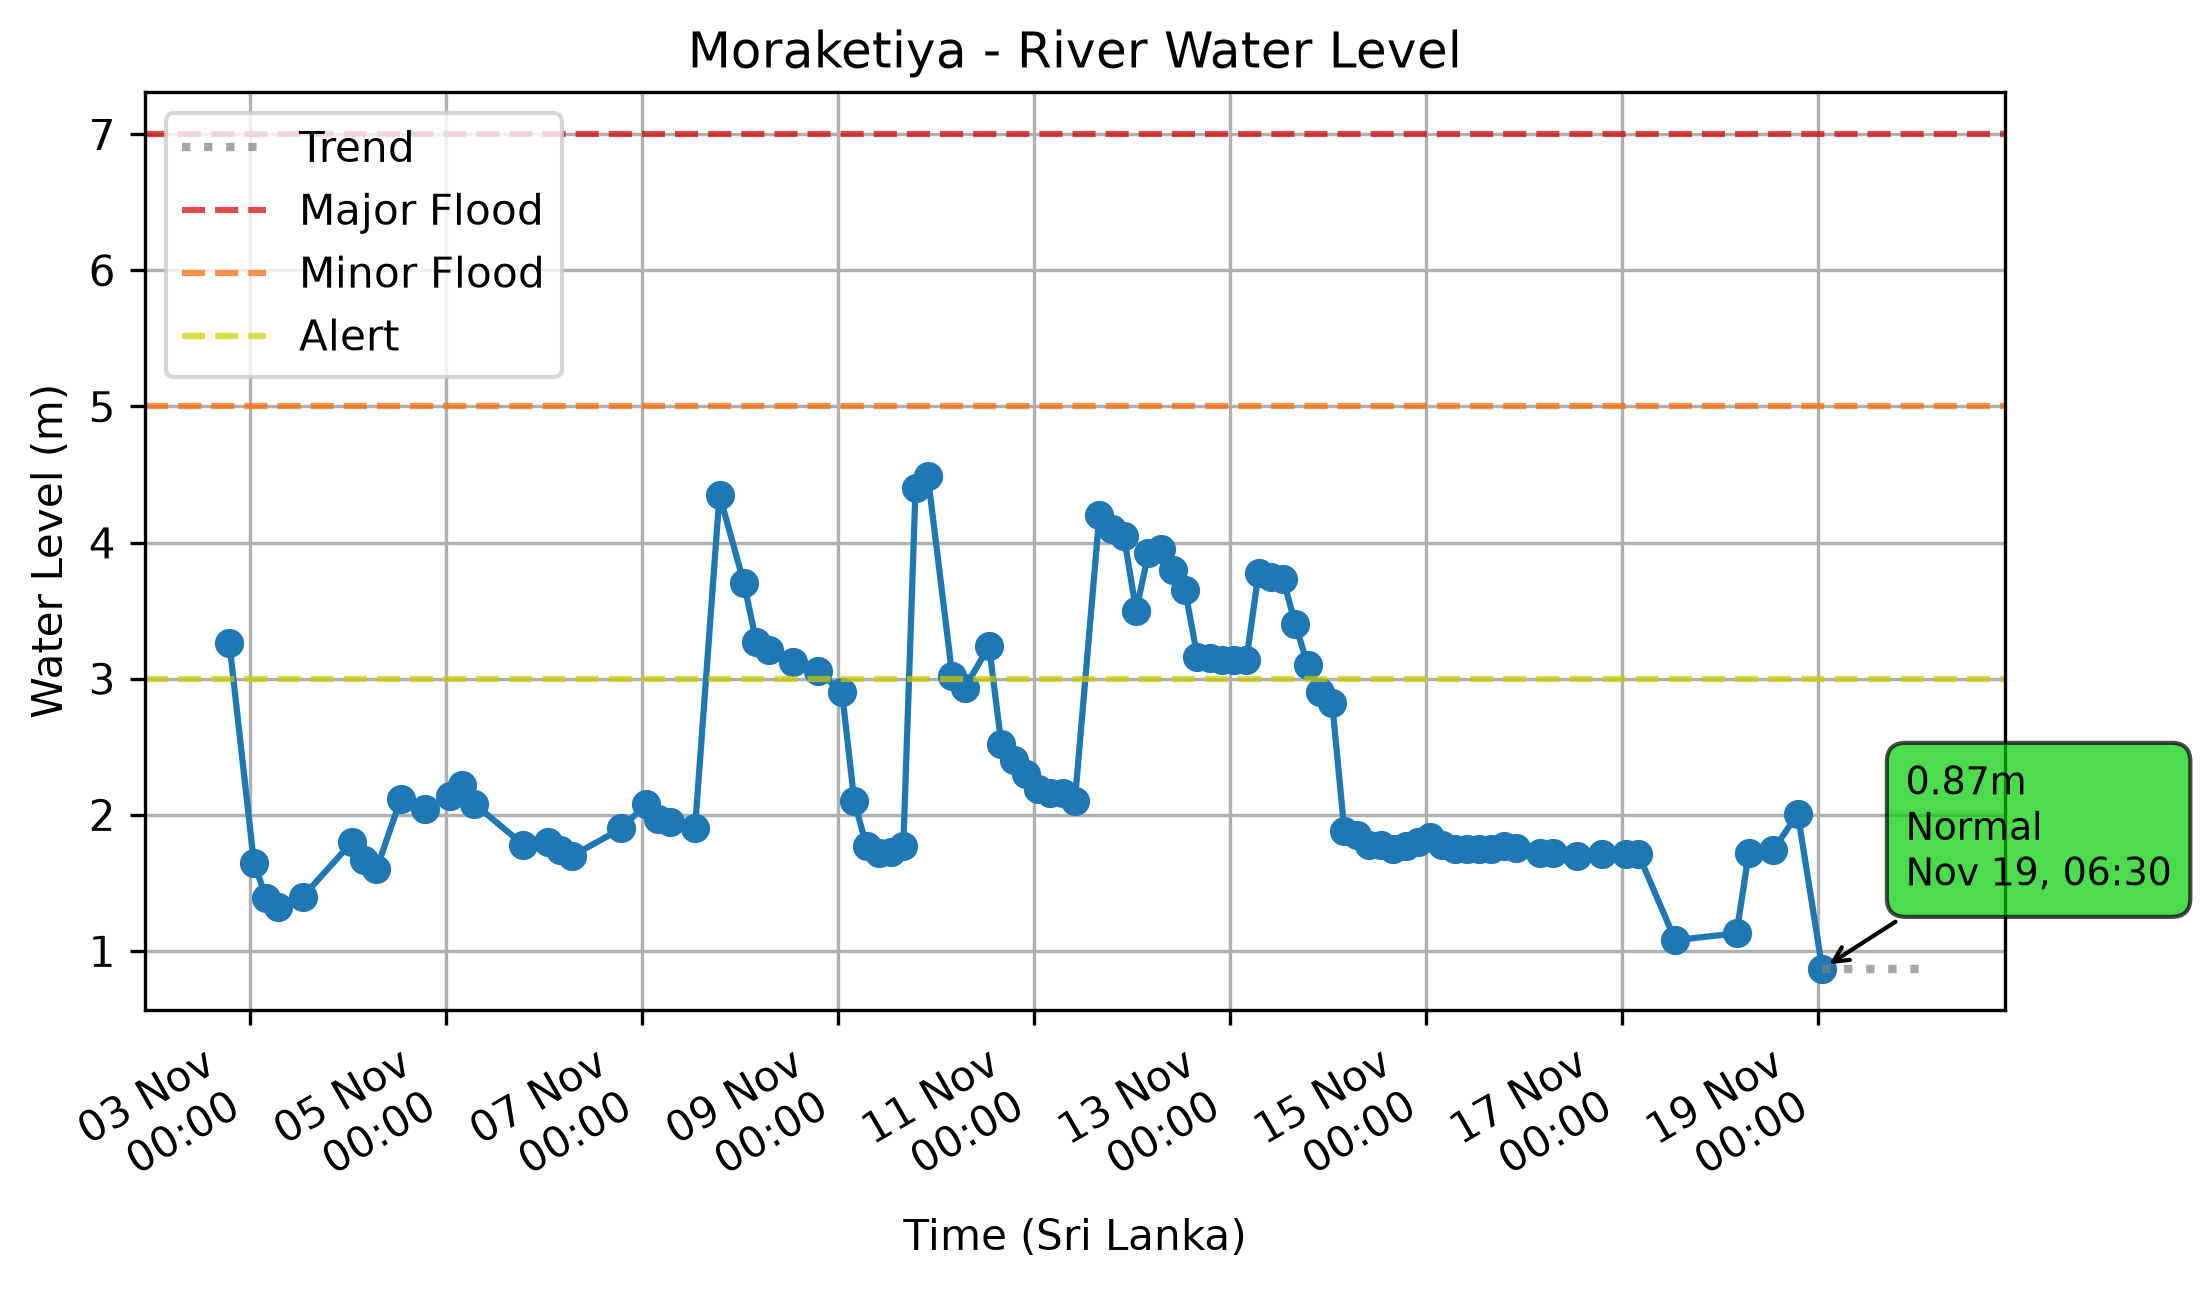 Moraketiya - River Water Level
Trend
Major Flood
Minor Flood
Alert
Water Level (m)
7
6
5
4
3
2
1
0.87m
Normal
Nov 19, 06:30
03 Nov
00:00
05 Nov
00:00
07 Nov
00:00
09 Nov
00:00
11 Nov
00:00
13 Nov
00:00
15 Nov
00:00
17 Nov
00:00
19 Nov
00:00
Time (Sri Lanka)